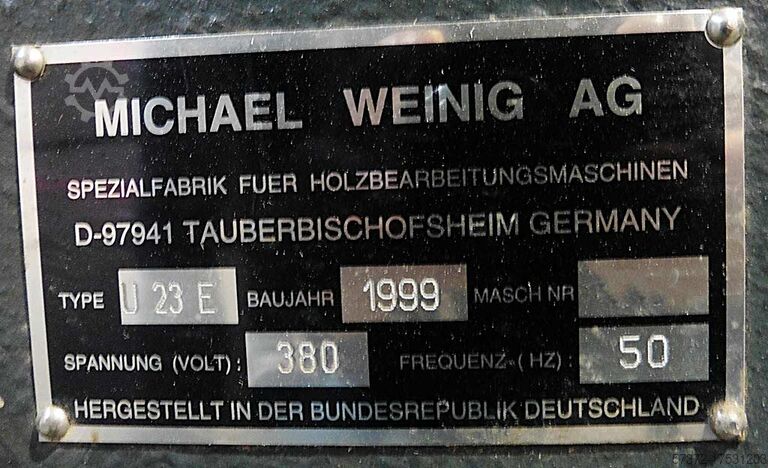 MICHAEL WEINIG AG
SPEZIALFABRIK FUER HOLZBEARBEITUNGSMASCHINEN
D-97941 TAUBERBISCHOFSHEIM GERMANY
TYPE U 23 E BAUJAHR 1999 MASCH NR
SPANNUNG (VOLT): 380 FREQUENZ-(HZ): 50
HERGESTELLT IN DER BUNDESREPUBLIK DEUTSCHLAND